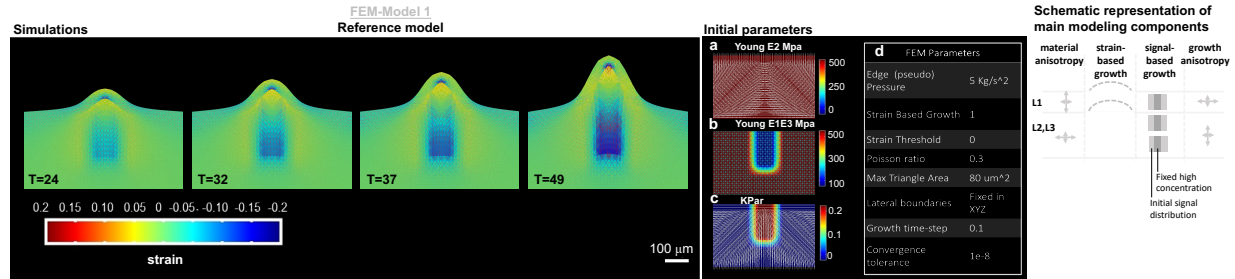 FEM-Model 1
Simulations
Reference model
T=24
T=32
T=37
T=49
0.2 0.15 0.10 0.05 0 -0.05 -0.10 -0.15 -0.2
strain
100 µm
Initial parameters
a
Young E2 Mpa
500
250
0
b
Young E1E3 Mpa
500
300
100
c
KPar
0.2
0.1
0
d
FEM Parameters
Edge (pseudo) Pressure
5 Kg/s^2
Strain Based Growth
1
Strain Threshold
0
Poisson ratio
0.3
Max Triangle Area
80 um^2
Lateral boundaries
Fixed in
XYZ
Growth time-step
0.1
Convergence
tolerance
1e-8
Schematic representation of
main modeling components
material
anisotropy
strain-
based
growth
signal-
based
growth
growth
anisotropy
L1
L2,L3
Fixed high
concentration
Initial signal
distribution